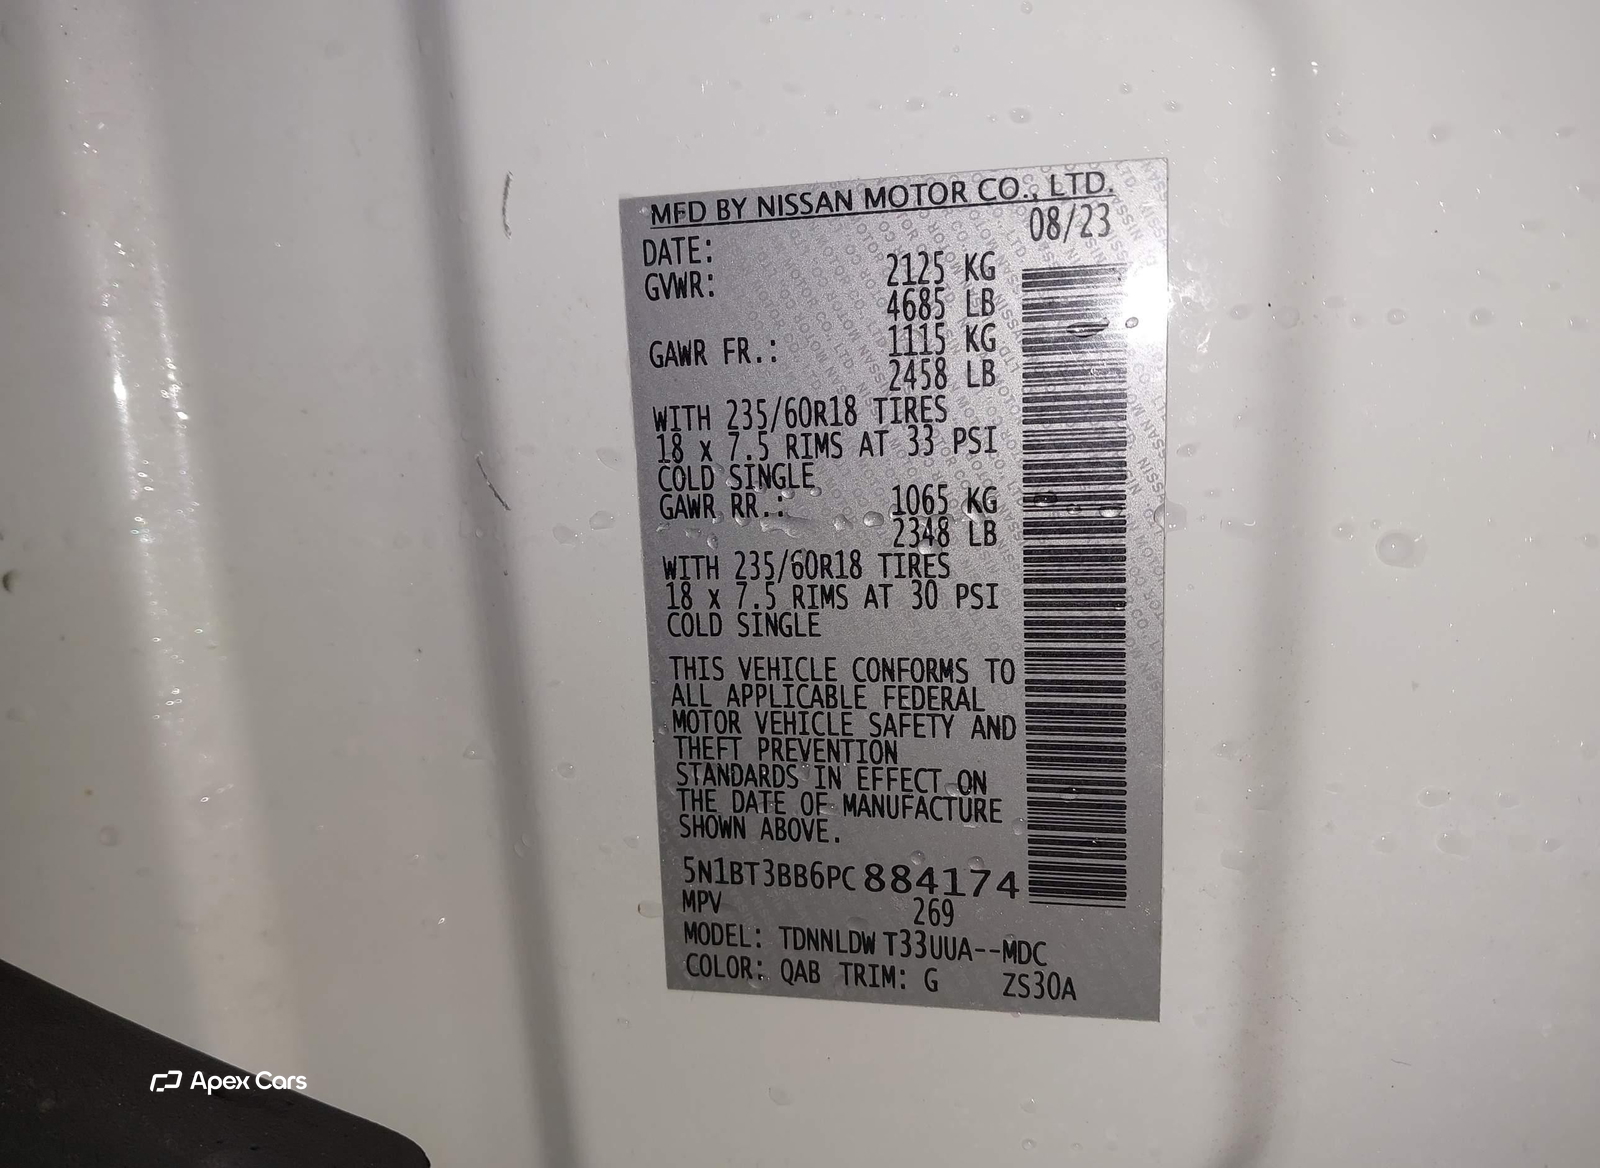 MFD BY NISSAN MOTOR CO., LTD.
DATE: 08/23
GVWR: 2125 KG
4685 LB
GAWR FR.: 1115 KG
2458 LB
WITH 235/60R18 TIRES
18 x 7.5 RIMS AT 33 PSI
COLD SINGLE
GAWR RR.: 1065 KG
2348 LB
WITH 235/60R18 TIRES
18 x 7.5 RIMS AT 30 PSI
COLD SINGLE
THIS VEHICLE CONFORMS TO
ALL APPLICABLE FEDERAL
MOTOR VEHICLE SAFETY AND
THEFT PREVENTION
STANDARDS IN EFFECT ON
THE DATE OF MANUFACTURE
SHOWN ABOVE.
5N1BT3BB6PC884174
MPV 269
MODEL: TDNNLDW T33UUA--MDC
COLOR: QAB TRIM: G ZS30A
Apex Cars